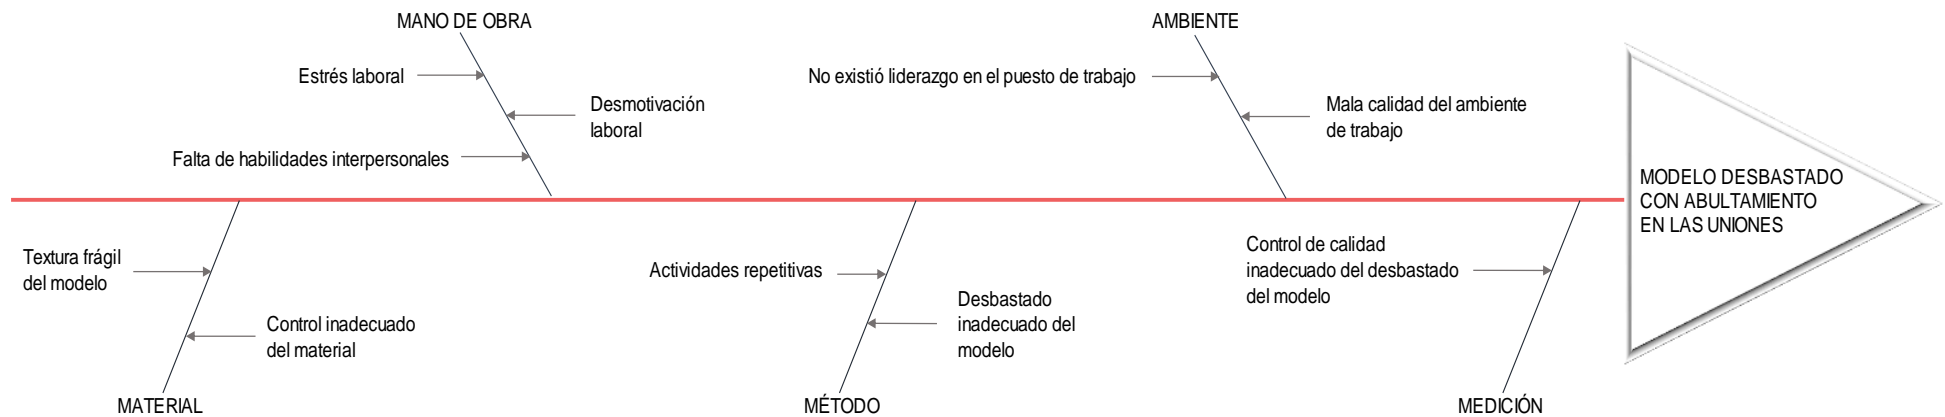 MANO DE OBRA
AMBIENTE
Estrés laboral
Desmotivación
laboral
Falta de habilidades interpersonales
No existió liderazgo en el puesto de trabajo
Mala calidad del ambiente
de trabajo
MODELO DESBASTADO
CON ABULTAMIENTO
EN LAS UNIONES
Textura frágil
del modelo
Control inadecuado
del material
Actividades repetitivas
Desbastado
inadecuado del
modelo
Control de calidad
inadecuado del desbastado
del modelo
MATERIAL
MÉTODO
MEDICIÓN